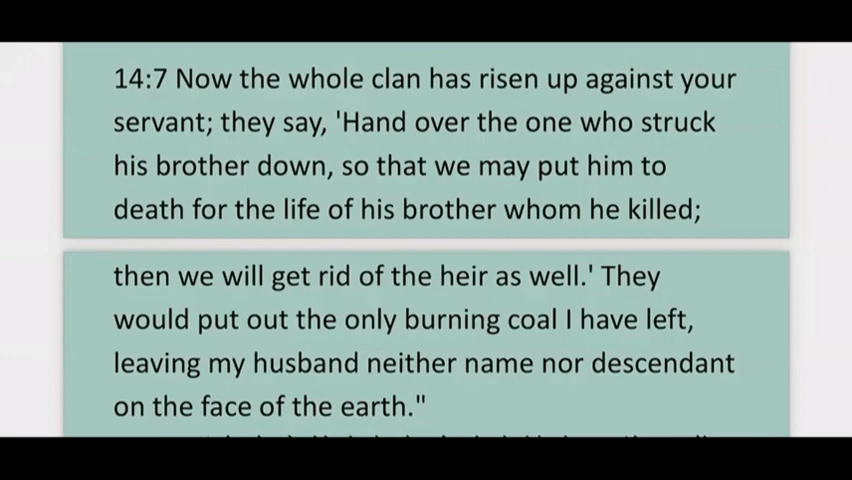 14:7 Now the whole clan has risen up against your
servant; they say, 'Hand over the one who struck
his brother down, so that we may put him to
death for the life of his brother whom he killed;
then we will get rid of the heir as well.' They
would put out the only burning coal I have left,
leaving my husband neither name nor descendant
on the face of the earth."